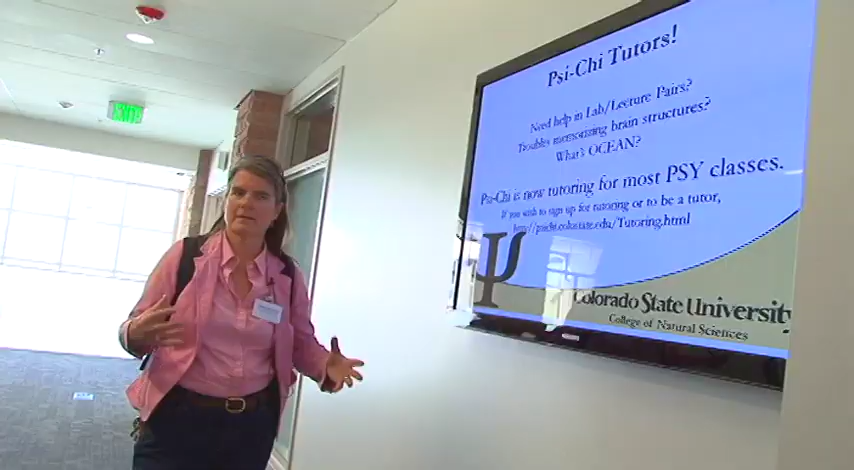 Psi-Chi Tutors!
Need help in Lab/Lecture Pairs?
Troubles memorizing brain structures?
What's OCEAN?
Psi-Chi is now tutoring for most PSY classes.
If you wish to sign up for tutoring or to be a tutor,
http://psichi.colostate.edu/Tutoring.html
Ψ
Colorado State University
College of Natural Sciences